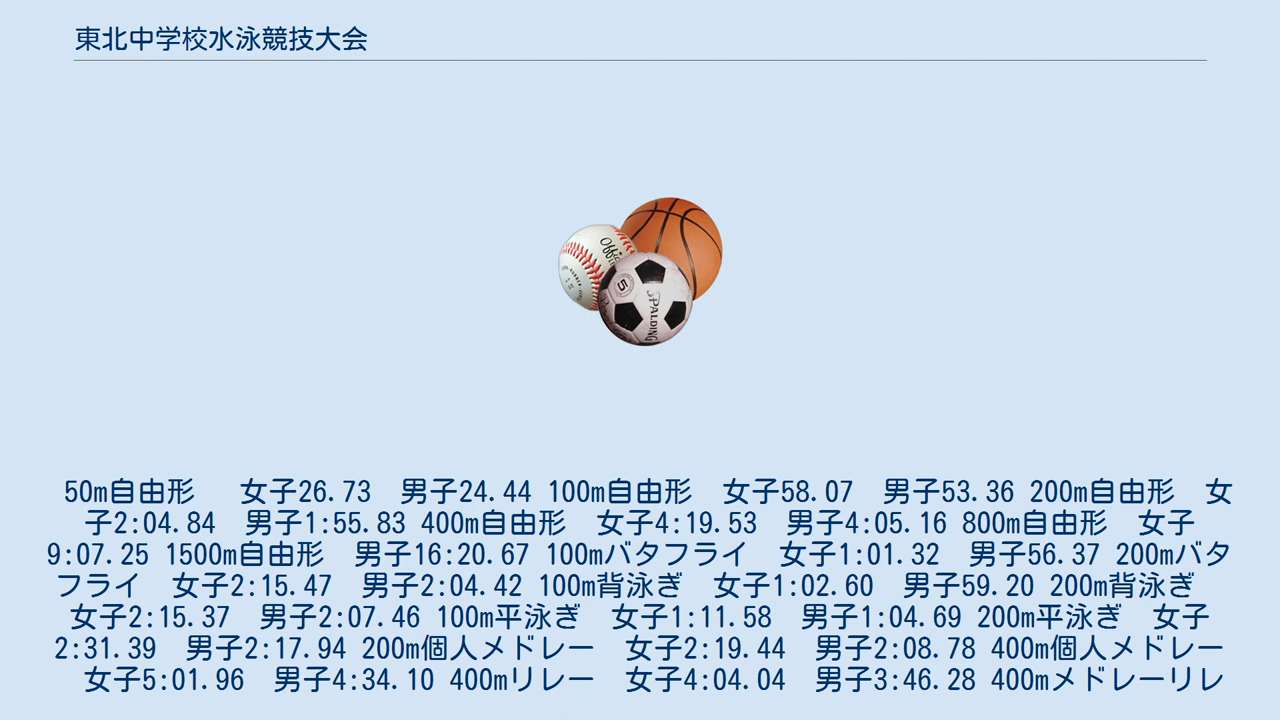 東北中学校水泳競技大会
Offic
5
SPALDING
50m自由形　 女子26.73　男子24.44 100m自由形　女子58.07　男子53.36 200m自由形　女
子2:04.84　男子1:55.83 400m自由形　女子4:19.53　男子4:05.16 800m自由形　女子
9:07.25 1500m自由形　男子16:20.67 100mバタフライ　女子1:01.32　男子56.37 200mバタ
フライ　女子2:15.47　男子2:04.42 100m背泳ぎ　女子1:02.60　男子59.20 200m背泳ぎ
女子2:15.37　男子2:07.46 100m平泳ぎ　女子1:11.58　男子1:04.69 200m平泳ぎ　女子
2:31.39　男子2:17.94 200m個人メドレー　女子2:19.44　男子2:08.78 400m個人メドレー
女子5:01.96　男子4:34.10 400mリレー　女子4:04.04　男子3:46.28 400mメドレーリレ